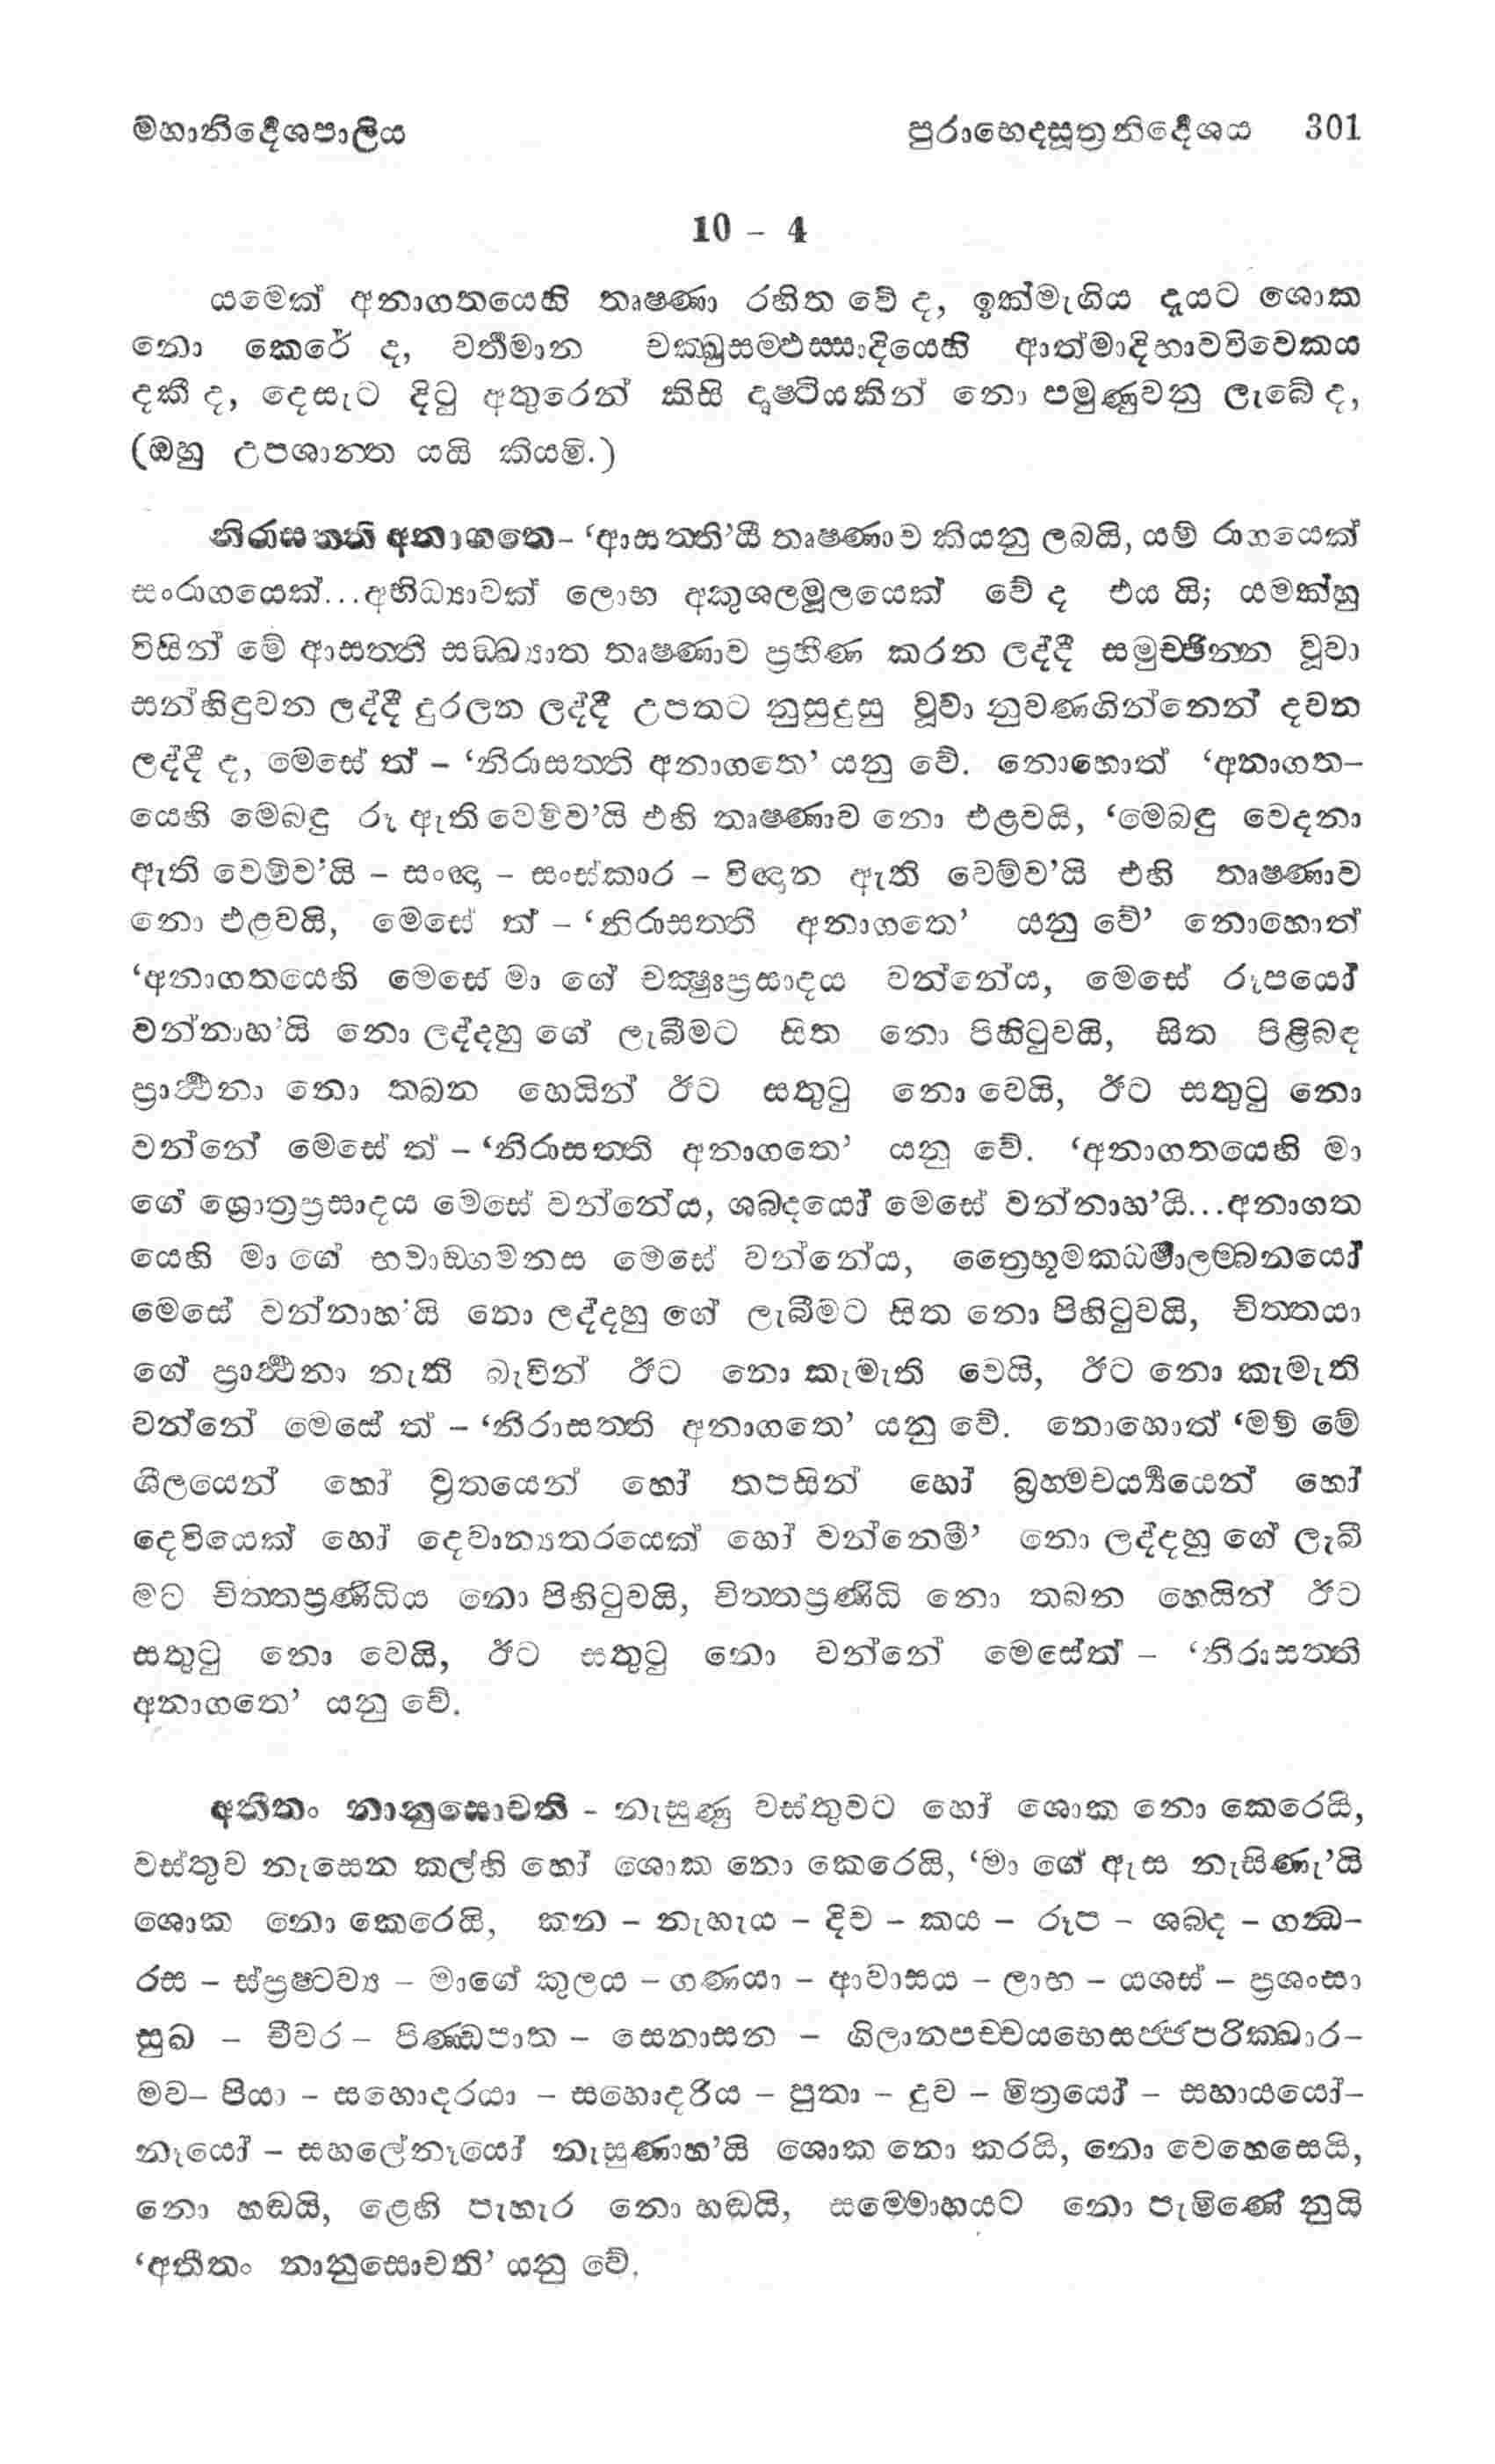 මහානිර්‍දේශපාලිය පුරාභෙදසූත්‍රනිර්‍දේශය 301
10 – 4
යමෙක් අනාගතයෙහි තෘෂ්ණා රහිත වේ ද, ඉක්මැගිය දෑයට ශොක
නො කෙරේ ද, වර්‍තමාන චක්ඛුසම්ඵස්සාදියෙහි ආත්මාදිභාවවිවේකය
දකී ද, දෙසැට දිටු අතුරෙන් කිසි දෘෂ්ටියකින් නො පමුණුවනු ලැබේ ද,
(ඔහු උපශාන්ත යයි කියමි.)
නිරාසත්ති අනාගතෙ– ‘ආසත්ති’යී තෘෂ්ණාව කියනු ලබයි, යම් රාගයෙක්
සංරාගයෙක්...අභිධ්‍යාවක් ලොභ අකුශලමූලයෙක් වේ ද එය යි; යමක්හු
විසින් මේ ආසත්ති සඞ්ඛ්‍යාත තෘෂ්ණාව ප්‍රහීණ කරන ලද්දී සමුච්ඡින්න වූවා
සන්හිඳුවන ලද්දී දුරලන ලද්දී උපතට නුසුදුසු වූවා නුවණගින්නෙන් දවන
ලද්දී ද, මෙසේ ත් – ‘නිරාසත්ති අනාගතෙ’ යනු වේ. නොහොත් ‘අනාගත–
යෙහි මෙබඳු රූ ඇති වෙම්ව’යි එහි තෘෂ්ණාව නො එළවයි, ‘මෙබඳු වෙදනා
ඇති වෙම්ව’යි – සංඥා – සංස්කාර – විඥාන ඇති වෙම්ව’යි එහි තෘෂ්ණාව
නො එළවයි, මෙසේ ත් – ‘නිරාසත්ති අනාගතෙ’ යනු වේ’ නොහොත්
‘අනාගතයෙහි මෙසේ මා ගේ චක්ෂුඃප්‍රසාදය වන්නේය, මෙසේ රූපයෝ
වන්නාහ’යි නො ලද්දහු ගේ ලැබීමට සිත නො පිහිටුවයි, සිත පිළිබඳ
ප්‍රාර්‍ථනා නො තබන හෙයින් ඊට සතුටු නො වෙයි, ඊට සතුටු නො
වන්නේ මෙසේ ත් – ‘නිරාසත්ති අනාගතෙ’ යනු වේ. ‘අනාගතයෙහි මා
ගේ ශ්‍රොත්‍රප්‍රසාදය මෙසේ වන්නේය, ශබ්දයෝ මෙසේ වන්නාහ’යි...අනාගත
යෙහි මා ගේ භවාඞ්ගමනස මෙසේ වන්නේය, ත්‍රෛභූමකධර්‍මාලම්බනයෝ
මෙසේ වන්නාහ’යි නො ලද්දහු ගේ ලැබීමට සිත නො පිහිටුවයි, චිත්තයා
ගේ ප්‍රාර්‍ථනා නැති බැවින් ඊට නො කැමැති වෙයි, ඊට නො කැමැති
වන්නේ මෙසේ ත් – ‘නිරාසත්ති අනාගතෙ’ යනු වේ. නොහොත් ‘මම් මේ
ශීලයෙන් හෝ ව්‍රතයෙන් හෝ තපසින් හෝ බ්‍රහ්මචර්‍ය්‍යයෙන් හෝ
දෙවියෙක් හෝ දෙවාන්‍යතරයෙක් හෝ වන්නෙමී’ නො ලද්දහු ගේ ලැබී
මට චිත්තප්‍රණිධිය නො පිහිටුවයි, චිත්තප්‍රණිධි නො තබන හෙයින් ඊට
සතුටු නො වෙයි, ඊට සතුටු නො වන්නේ මෙසේත් – ‘නිරාසත්ති
අනාගතෙ’ යනු වේ.
අතීතං නානුසොචති – නැසුණු වස්තුවට හෝ ශොක නො කෙරෙයි,
වස්තුව නැසෙන කල්හි හෝ ශොක නො කෙරෙයි, ‘මා ගේ ඇස නැසිණැ’යි
ශොක නො කෙරෙයි, කන – නැහැය – දිව – කය – රූප – ශබ්ද – ගන්ධ–
රස – ස්ප්‍රෂ්ටව්‍ය – මාගේ කුලය – ගණයා – ආවාසය – ලාභ – යශස් – ප්‍රශංසා
සුඛ – චීවර – පිණ්ඩපාත – සෙනාසන – ගිලානපච්චයභෙසජ්ජපරික්ඛාර–
මව– පියා – සහොදරයා – සහොදරිය – පුතා – දුව – මිත්‍රයෝ – සහායයෝ–
නෑයෝ – සහලේනෑයෝ නැසුණාහ’යි ශොක නො කරයි, නො වෙහෙසෙයි,
නො හඬයි, ළෙහි පැහැර නො හඬයි, සම්මොහයට නො පැමිණේ නුයි
‘අතීතං නානුසොචති’ යනු වේ.